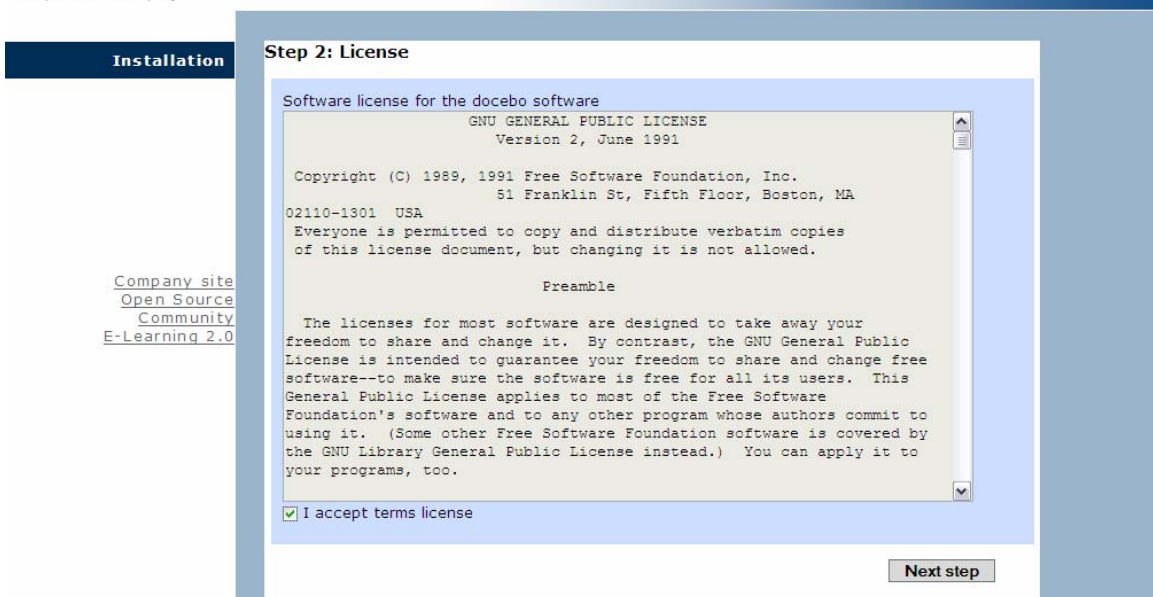 Installation
Company site
Open Source
Community
E-Learning 2.0
Step 2: License
Software license for the docebo software
GNU GENERAL PUBLIC LICENSE
Version 2, June 1991
Copyright (C) 1989, 1991 Free Software Foundation, Inc.
51 Franklin St, Fifth Floor, Boston, MA
02110-1301 USA
Everyone is permitted to copy and distribute verbatim copies
of this license document, but changing it is not allowed.
Preamble
The licenses for most software are designed to take away your
freedom to share and change it. By contrast, the GNU General Public
License is intended to guarantee your freedom to share and change free
software--to make sure the software is free for all its users. This
General Public License applies to most of the Free Software
Foundation's software and to any other program whose authors commit to
using it. (Some other Free Software Foundation software is covered by
the GNU Library General Public License instead.) You can apply it to
your programs, too.
I accept terms license
Next step